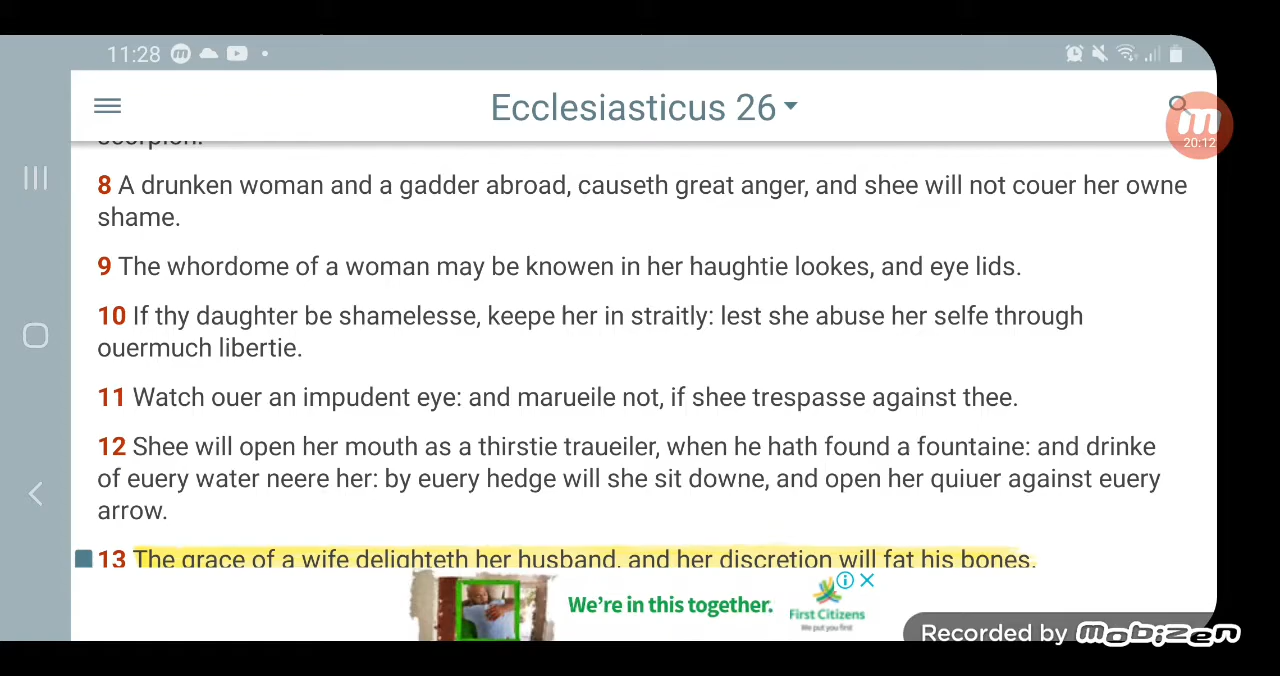 11:28
Ecclesiasticus 26
20:12
scorpion.
8 A drunken woman and a gadder abroad, causeth great anger, and shee will not couer her owne
shame.
9 The whordome of a woman may be knowen in her haughtie lookes, and eye lids.
10 If thy daughter be shamelesse, keepe her in straitly: lest she abuse her selfe through
ouermuch libertie.
11 Watch ouer an impudent eye: and marueile not, if shee trespasse against thee.
12 Shee will open her mouth as a thirstie traueiler, when he hath found a fountaine: and drinke
of euery water neere her: by euery hedge will she sit downe, and open her quiuer against euery
arrow.
13 The grace of a wife delighteth her husband, and her discretion will fat his bones.
We're in this together.
First Citizens
We put you first
Recorded by mobizen